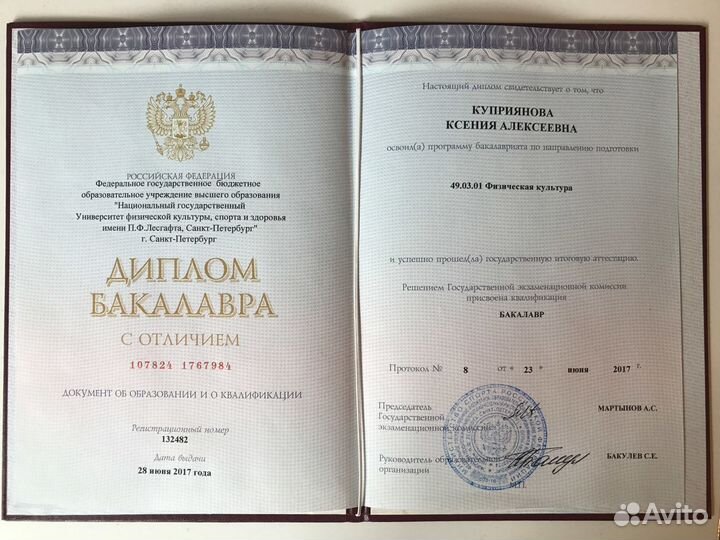 РОССИЙСКАЯ ФЕДЕРАЦИЯ
Федеральное государственное бюджетное
образовательное учреждение высшего образования
"Национальный государственный
Университет физической культуры, спорта и здоровья
имени П.Ф.Лесгафта, Санкт-Петербург"
г. Санкт-Петербург
ДИПЛОМ
БАКАЛАВРА
С ОТЛИЧИЕМ
107824 1767984
ДОКУМЕНТ ОБ ОБРАЗОВАНИИ И О КВАЛИФИКАЦИИ
Регистрационный номер
132482
Дата выдачи
28 июня 2017 года
Настоящий диплом свидетельствует о том, что
КУПРИЯНОВА
КСЕНИЯ АЛЕКСЕЕВНА
освоил(а) программу бакалавриата по направлению подготовки
49.03.01 Физическая культура
и успешно прошел(ла) государственную итоговую аттестацию.
Решением Государственной экзаменационной комиссии
присвоена квалификация
БАКАЛАВР
Протокол № 8 от « 23 » июня 2017 г.
Председатель
Государственной
экзаменационной комиссии
МАРТЫНОВ А.С.
Руководитель образовательной
организации
БАКУЛЕВ С.Е.
М.П.
Avito